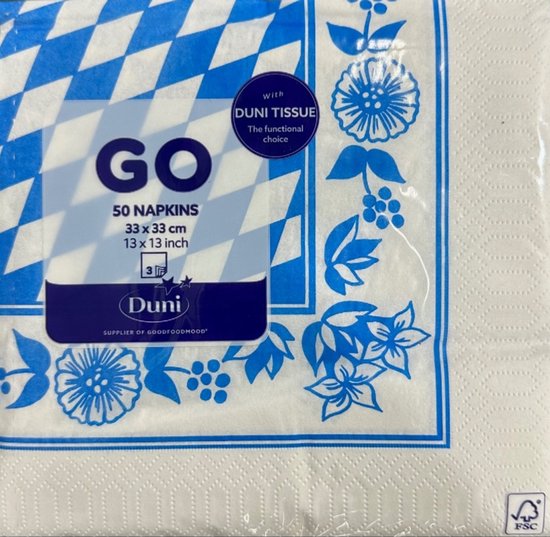 With
DUNI TISSUE
The functional
choice
GO
50 NAPKINS
33 x 33 cm
13 x 13 inch
3
Duni
SUPPLIER OF GOODFOODMOOD®
FSC